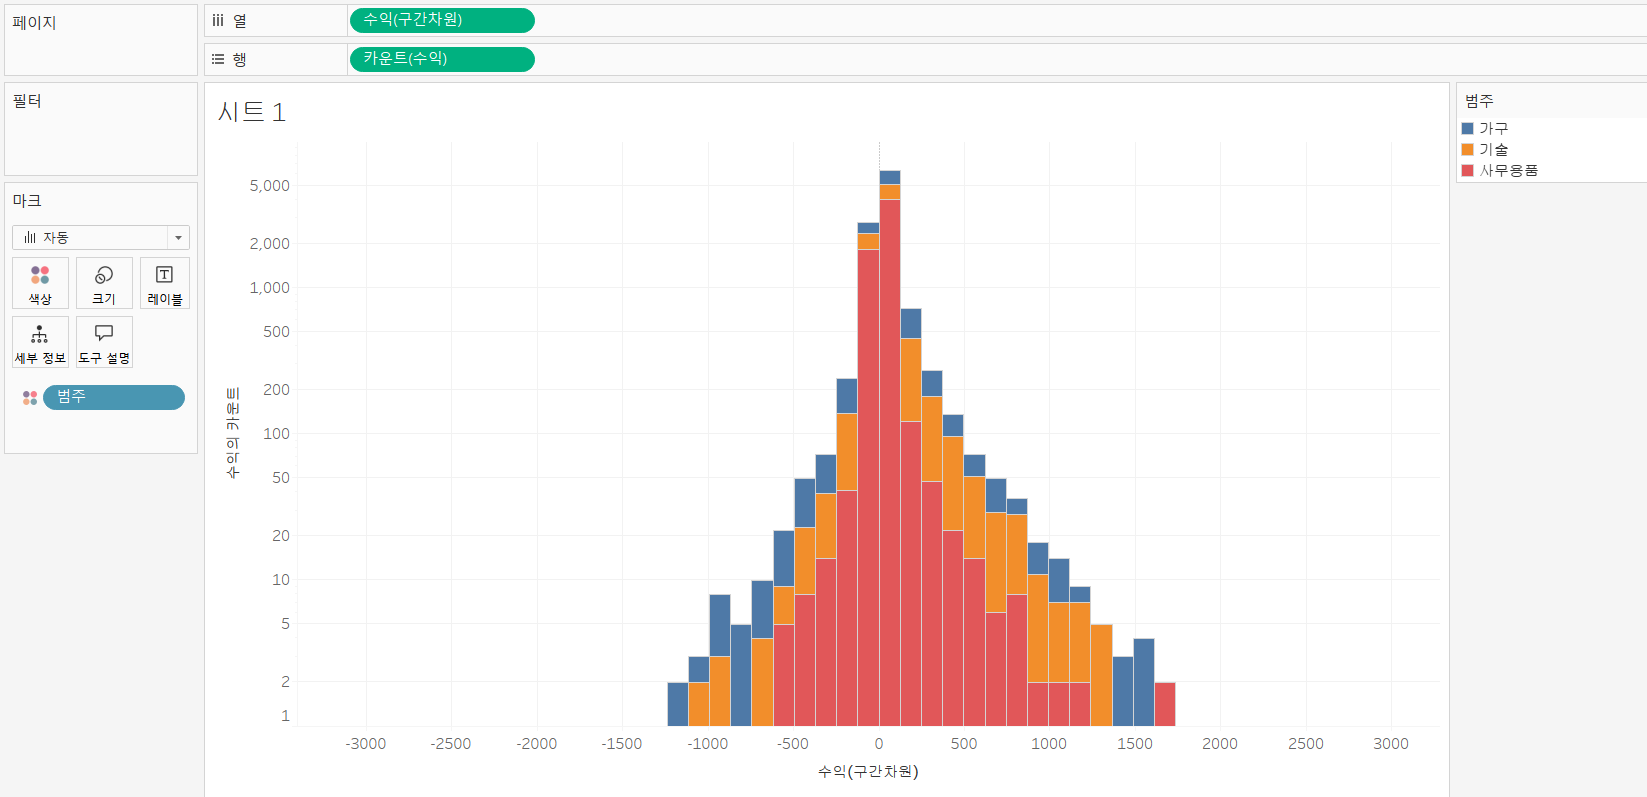 페이지
열
수익(구간차원)
행
카운트(수익)
필터
마크
자동
색상
크기
레이블
세부 정보
도구 설명
범주
시트 1
5,000
2,000
1,000
500
200
100
50
20
10
5
2
1
수익의 카운트
-3000 -2500 -2000 -1500 -1000 -500 0 500 1000 1500 2000 2500 3000
수익(구간차원)
범주
가구
기술
사무용품